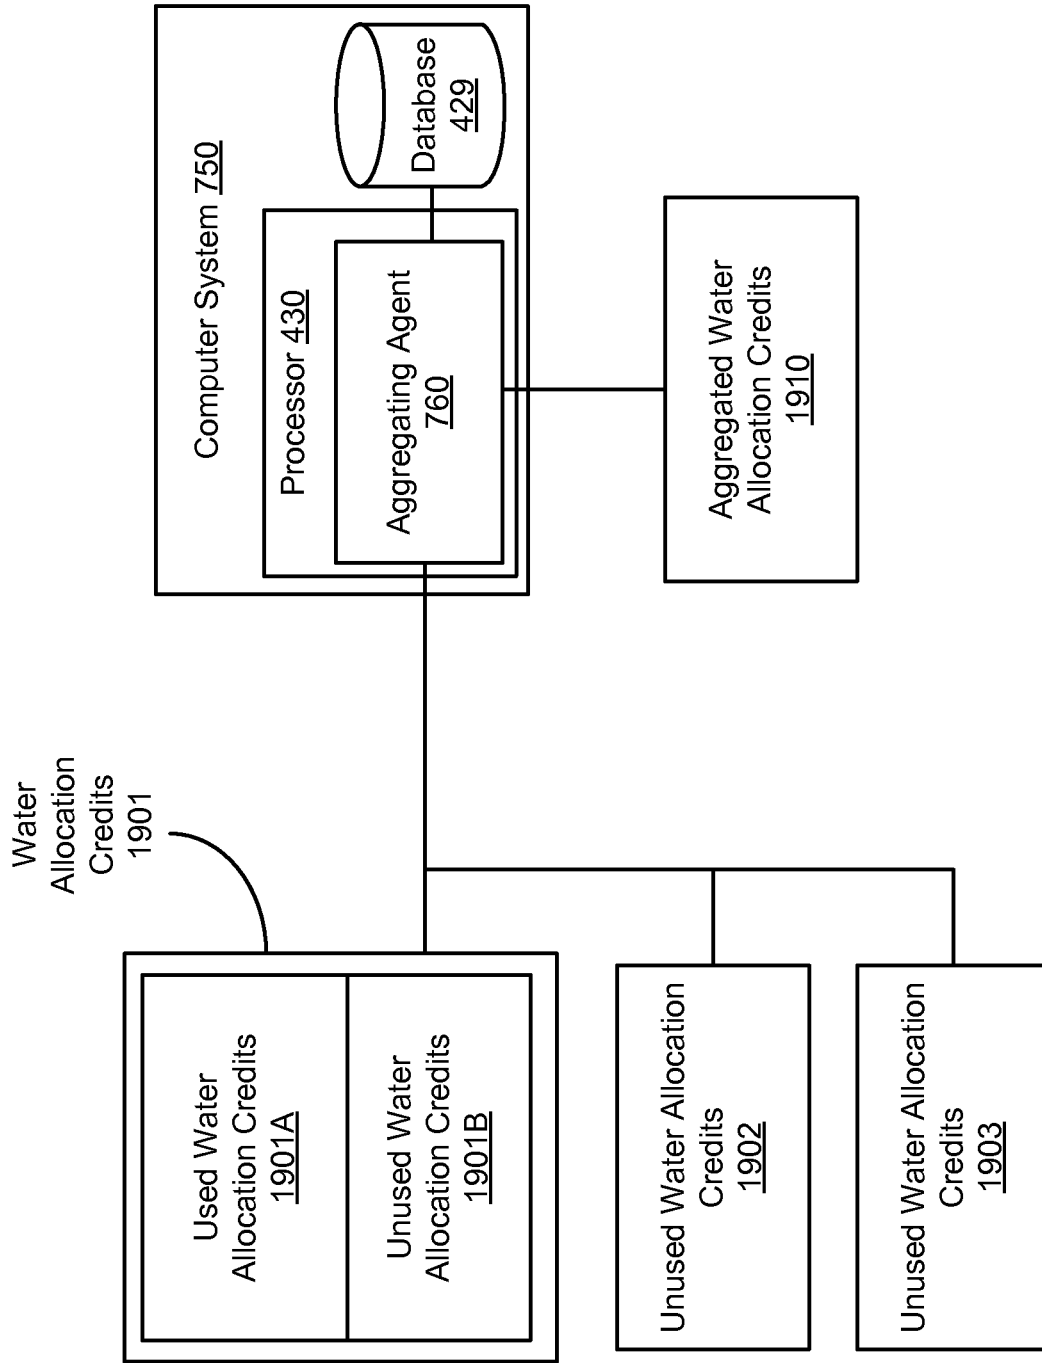 Water
Allocation
Credits
1901
Used Water
Allocation Credits
1901A
Unused Water
Allocation Credits
1901B
Unused Water Allocation
Credits
1902
Unused Water Allocation
Credits
1903
Computer System 750
Processor 430
Aggregating Agent
760
Database
429
Aggregated Water
Allocation Credits
1910